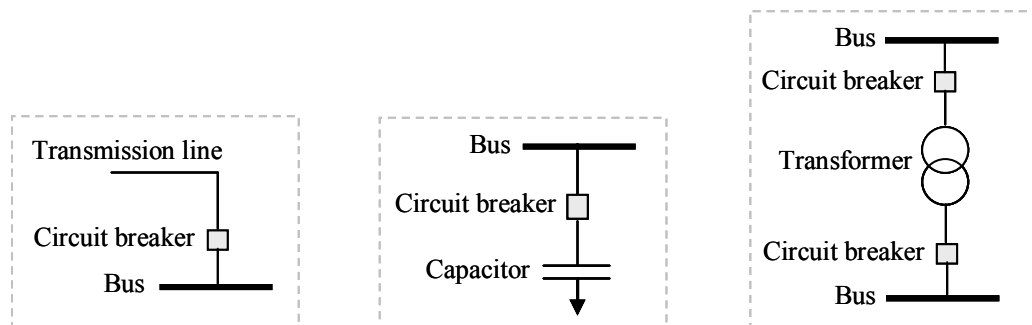 Transmission line
Circuit breaker
Bus
Bus
Circuit breaker
Capacitor
Bus
Circuit breaker
Transformer
Circuit breaker
Bus